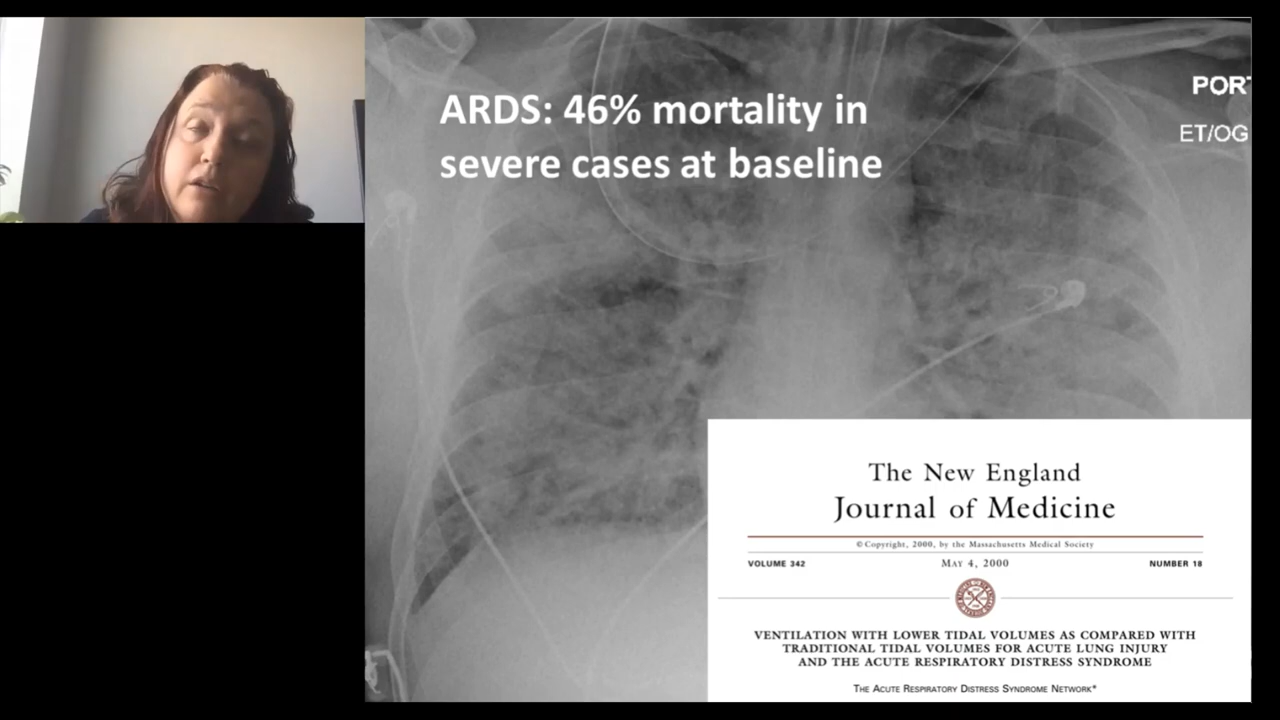 ARDS: 46% mortality in
severe cases at baseline
POR
ET/OG
The New England
Journal of Medicine
© Copyright, 2000, by the Massachusetts Medical Society
VOLUME 342
MAY 4, 2000
NUMBER 18
VENTILATION WITH LOWER TIDAL VOLUMES AS COMPARED WITH
TRADITIONAL TIDAL VOLUMES FOR ACUTE LUNG INJURY
AND THE ACUTE RESPIRATORY DISTRESS SYNDROME
THE ACUTE RESPIRATORY DISTRESS SYNDROME NETWORK*